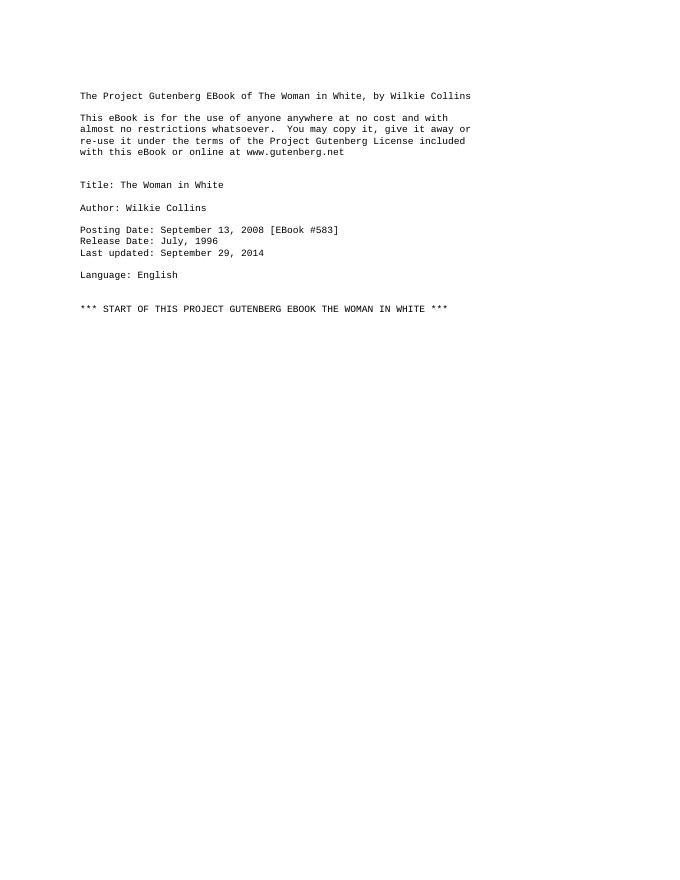 The Project Gutenberg EBook of The Woman in White, by Wilkie Collins
This eBook is for the use of anyone anywhere at no cost and with
almost no restrictions whatsoever.  You may copy it, give it away or
re-use it under the terms of the Project Gutenberg License included
with this eBook or online at www.gutenberg.net
Title: The Woman in White
Author: Wilkie Collins
Posting Date: September 13, 2008 [EBook #583]
Release Date: July, 1996
Last updated: September 29, 2014
Language: English
*** START OF THIS PROJECT GUTENBERG EBOOK THE WOMAN IN WHITE ***